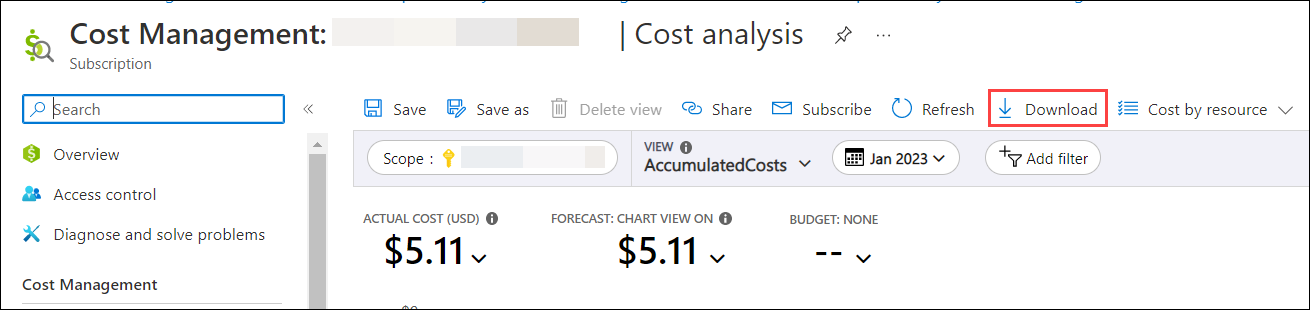 Cost Management: | Cost analysis ...
Subscription
Search «
Save Save as Delete view Share Subscribe Refresh Download Cost by resource
Overview
Access control
Diagnose and solve problems
Cost Management
Scope :
VIEW
AccumulatedCosts
Jan 2023
Add filter
ACTUAL COST (USD)
$5.11
FORECAST: CHART VIEW ON
$5.11
BUDGET: NONE
--